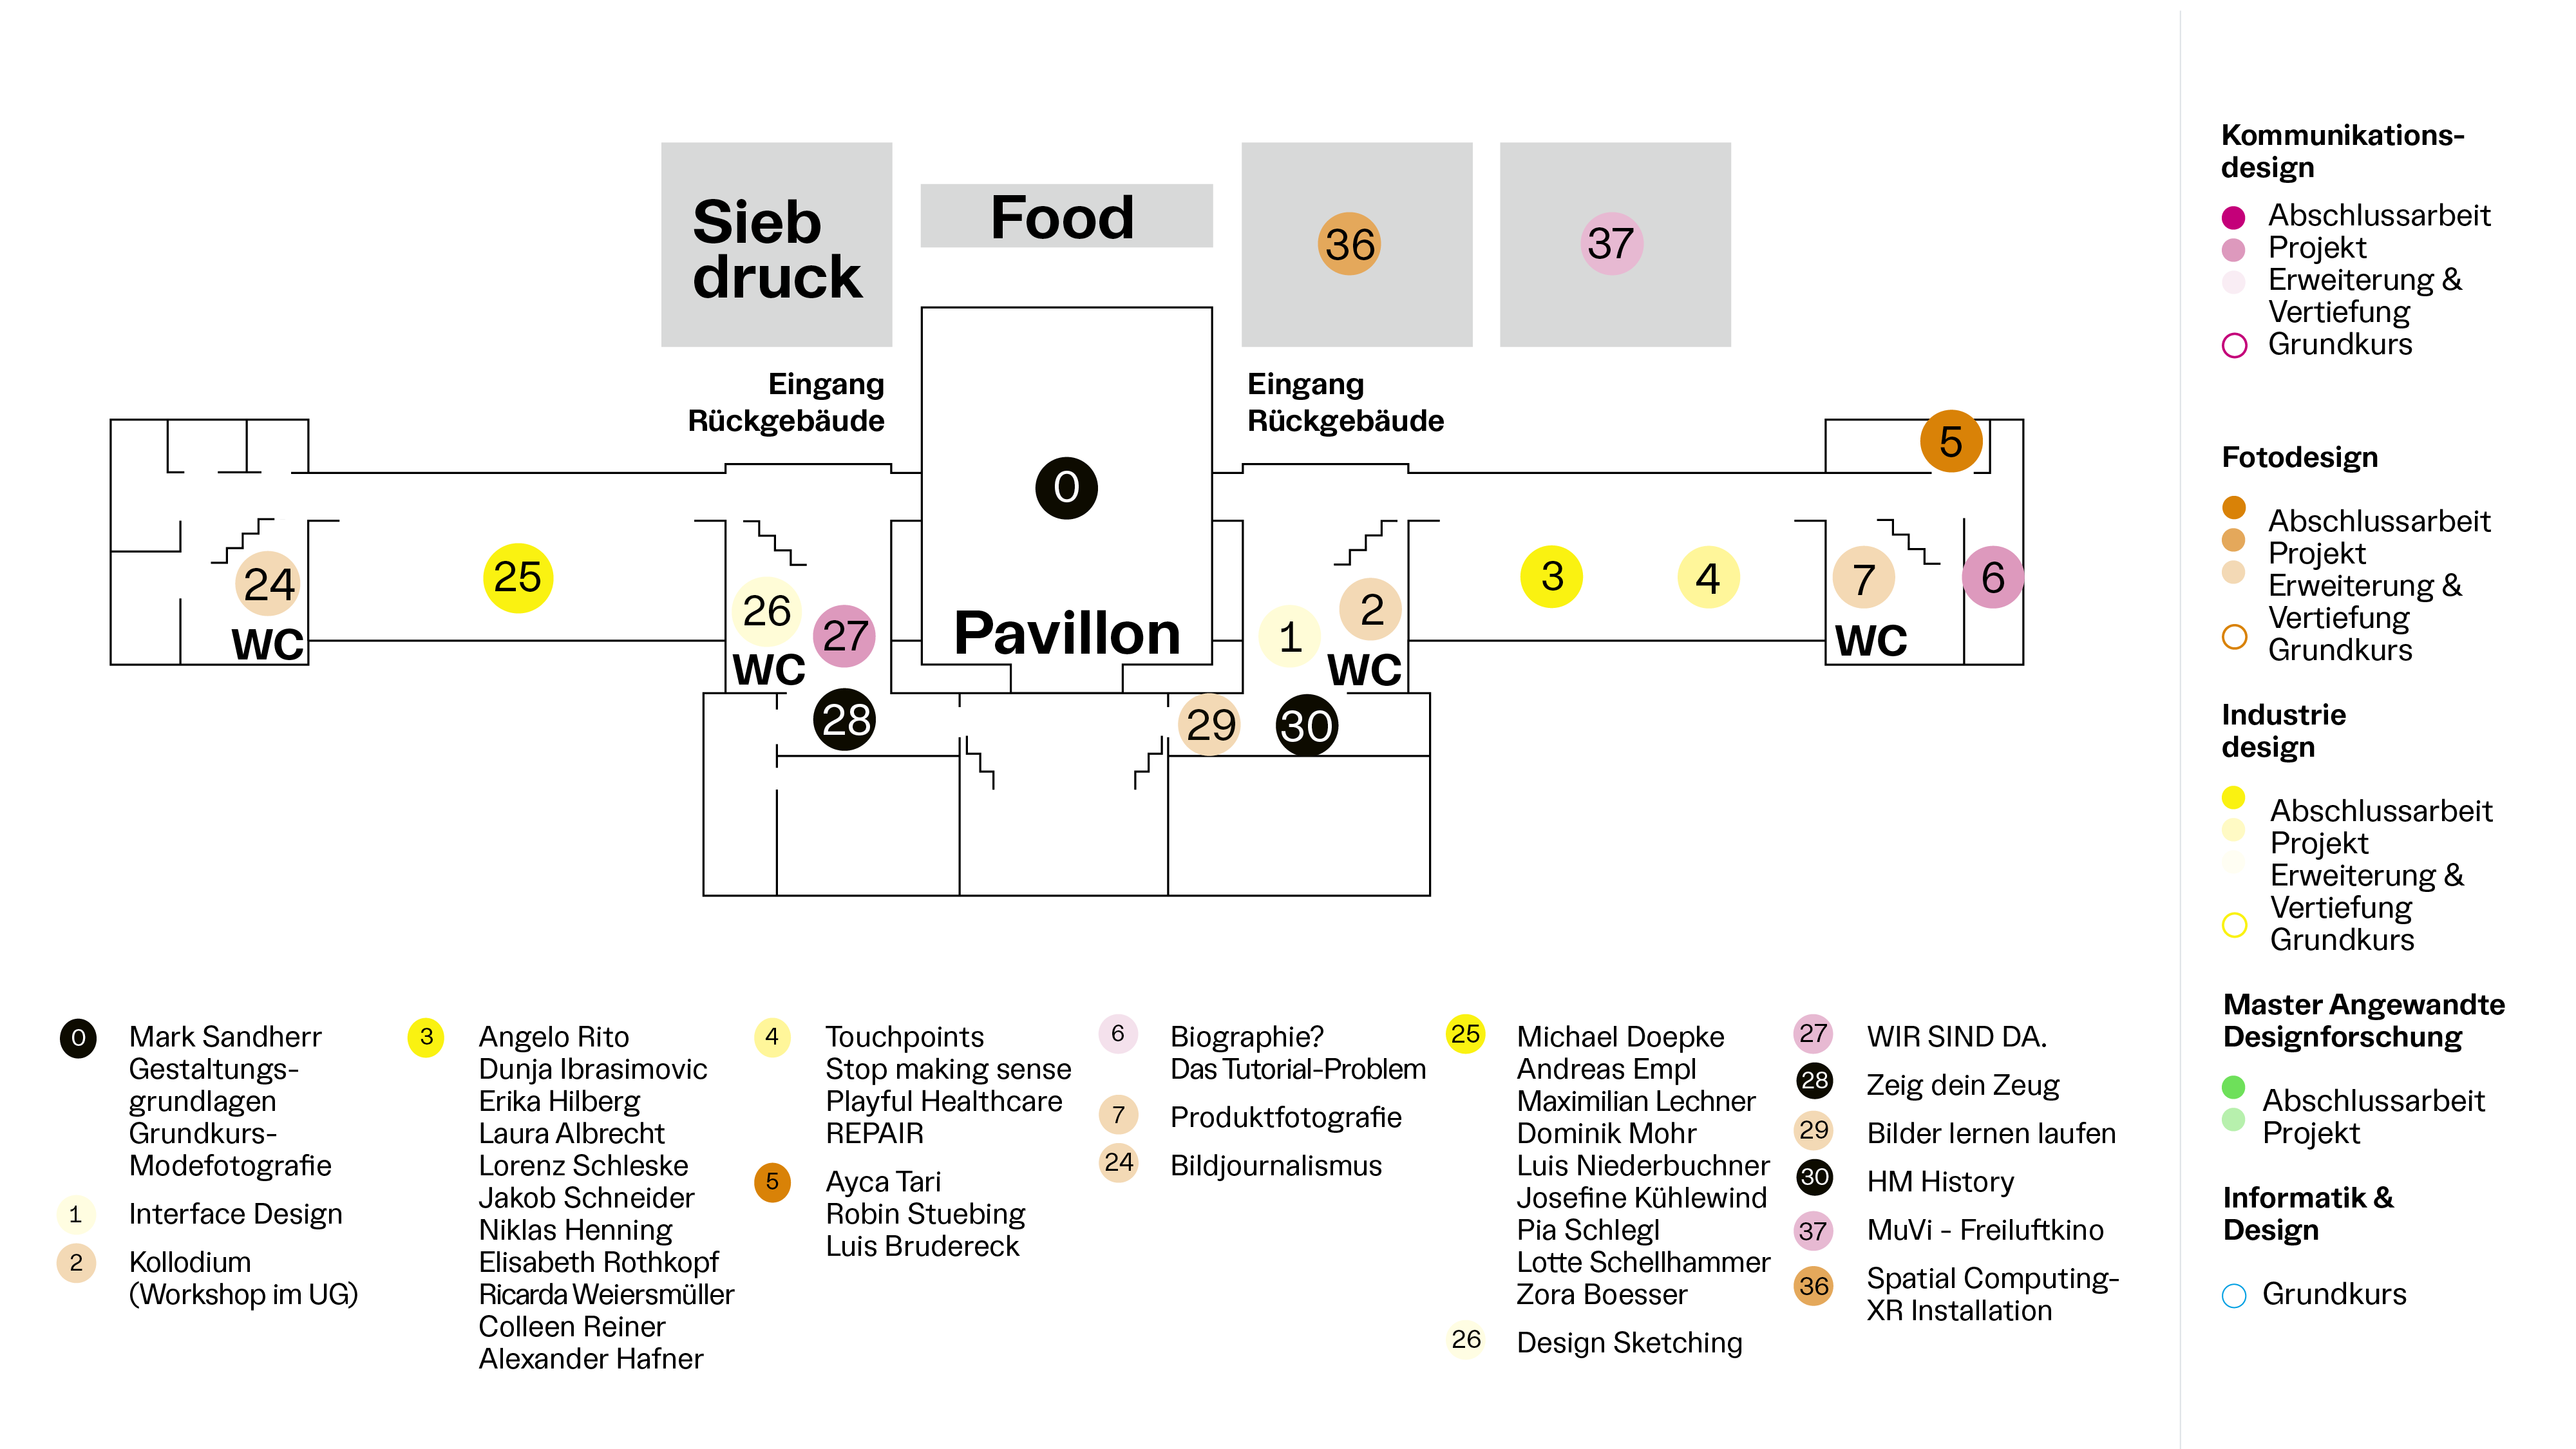 Sieb
druck
Food
36
37
Eingang
Rückgebäude
Eingang
Rückgebäude
0
Pavillon
5
24
WC
25
26
27
WC
28
1
2
WC
29
30
3
4
7
WC
6
0 Mark Sandherr
Gestaltungs-
grundlagen
Grundkurs-
Modefotografie
1 Interface Design
2 Kollodium
(Workshop im UG)
3 Angelo Rito
Dunja Ibrasimovic
Erika Hilberg
Laura Albrecht
Lorenz Schleske
Jakob Schneider
Niklas Henning
Elisabeth Rothkopf
Ricarda Weiersmüller
Colleen Reiner
Alexander Hafner
4 Touchpoints
Stop making sense
Playful Healthcare
REPAIR
5 Ayca Tari
Robin Stuebing
Luis Brudereck
6 Biographie?
Das Tutorial-Problem
7 Produktfotografie
24 Bildjournalismus
25 Michael Doepke
Andreas Empl
Maximilian Lechner
Dominik Mohr
Luis Niederbuchner
Josefine Kühlewind
Pia Schlegl
Lotte Schellhammer
Zora Boesser
26 Design Sketching
27 WIR SIND DA.
28 Zeig dein Zeug
29 Bilder lernen laufen
30 HM History
37 MuVi - Freiluftkino
36 Spatial Computing-
XR Installation
Kommunikations-
design
Abschlussarbeit
Projekt
Erweiterung &
Vertiefung
Grundkurs
Fotodesign
Abschlussarbeit
Projekt
Erweiterung &
Vertiefung
Grundkurs
Industrie
design
Abschlussarbeit
Projekt
Erweiterung &
Vertiefung
Grundkurs
Master Angewandte
Designforschung
Abschlussarbeit
Projekt
Informatik &
Design
Grundkurs